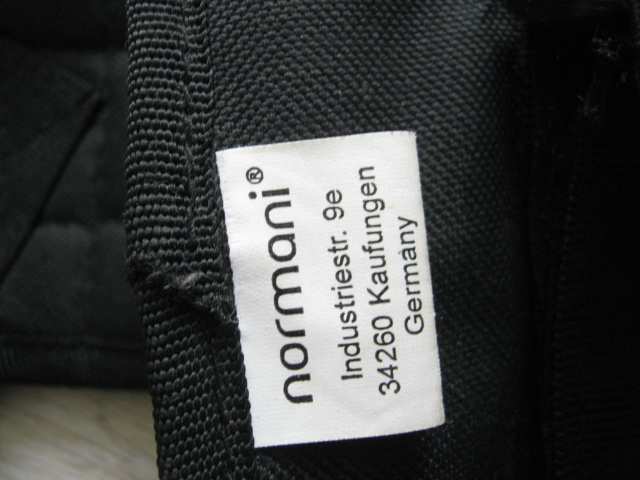 normani®
Industriestr. 9e
34260 Kaufungen
Germany